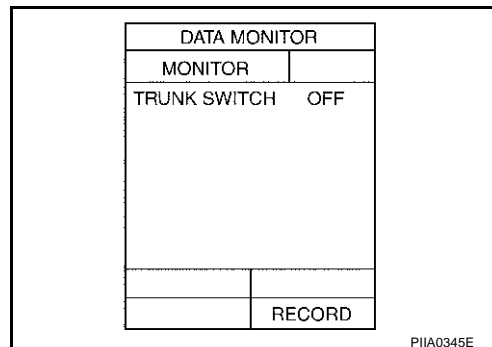 DATA MONITOR
MONITOR
TRUNK SWITCH OFF
RECORD
PIIA0345E